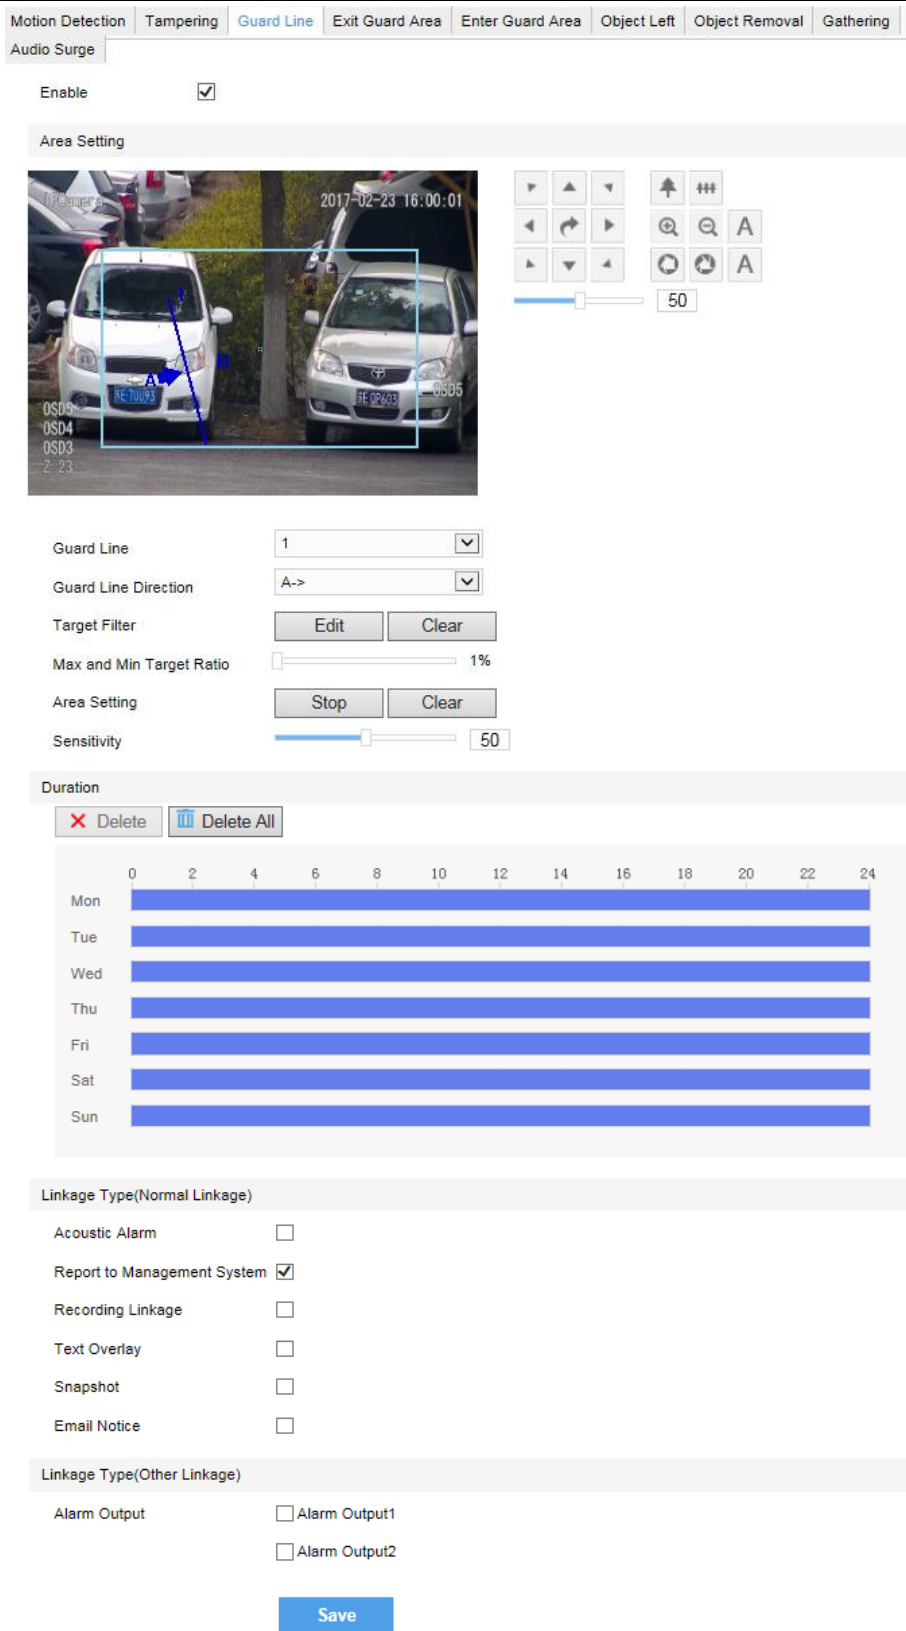 Motion Detection Tampering Guard Line Exit Guard Area Enter Guard Area Object Left Object Removal Gathering
Audio Surge
Enable
Area Setting
IPCamera 2017-02-23 16:00:01
A
OSD5
OSD5
OSD4
OSD3
Z 23
A
A
50
Guard Line 1
Guard Line Direction A->
Target Filter Edit Clear
Max and Min Target Ratio 1%
Area Setting Stop Clear
Sensitivity 50
Duration
Delete Delete All
0 2 4 6 8 10 12 14 16 18 20 22 24
Mon
Tue
Wed
Thu
Fri
Sat
Sun
Linkage Type(Normal Linkage)
Acoustic Alarm
Report to Management System
Recording Linkage
Text Overlay
Snapshot
Email Notice
Linkage Type(Other Linkage)
Alarm Output Alarm Output1
Alarm Output2
Save